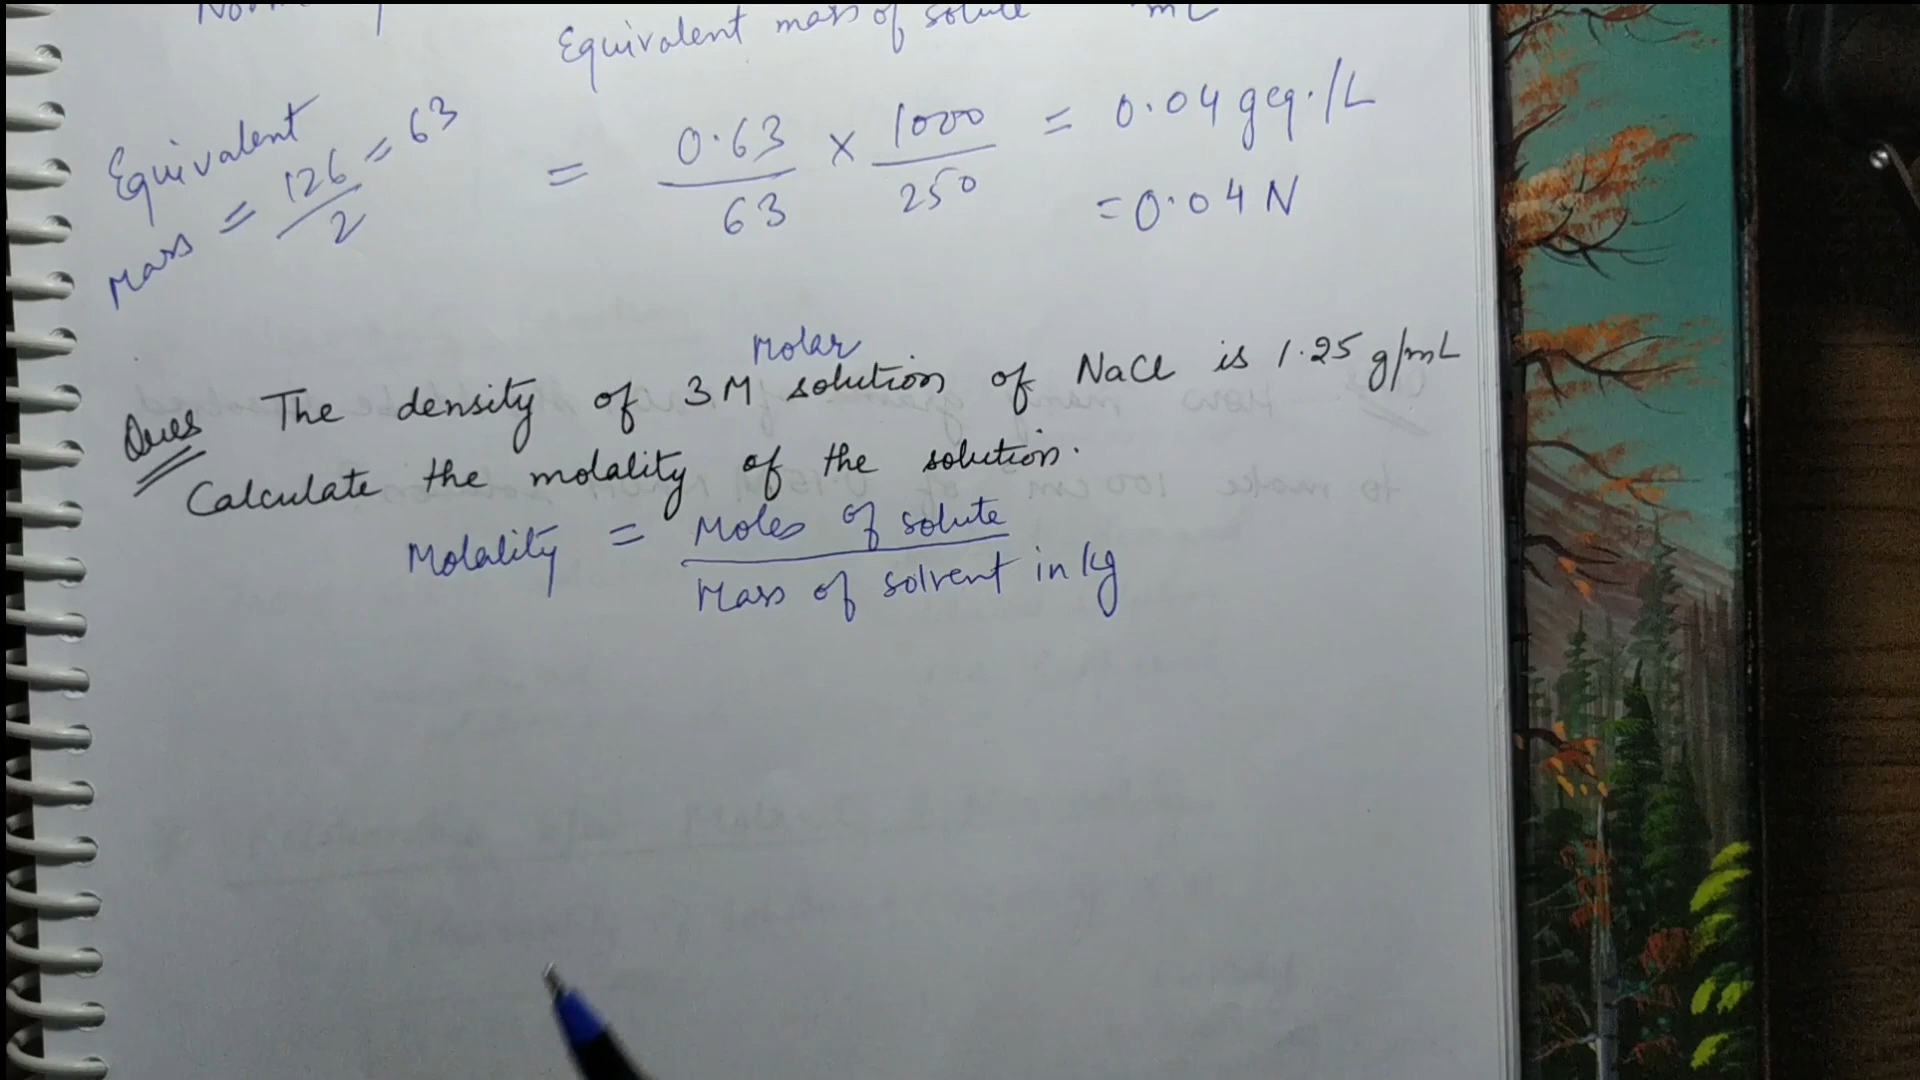 Equivalent mass of solute mL
Equivalent
Mass = 126/2 = 63
= 0.63/63 × 1000/250 = 0.04 geq./L
= 0.04 N
Molar
Ques The density of 3M solution of NaCl is 1.25 g/mL
Calculate the molality of the solution.
Molality = Moles of solute / Mass of solvent in kg